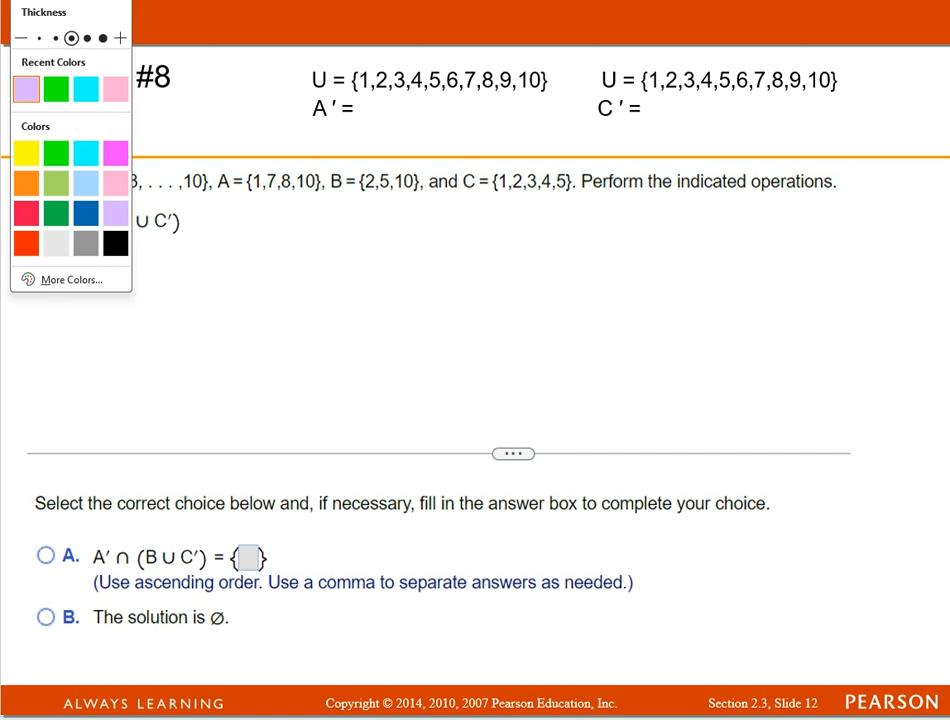 Thickness
Recent Colors
Colors
More Colors...
#8
U = {1,2,3,4,5,6,7,8,9,10}
A ′ =
U = {1,2,3,4,5,6,7,8,9,10}
C ′ =
3, . . . ,10}, A = {1,7,8,10}, B = {2,5,10}, and C = {1,2,3,4,5}. Perform the indicated operations.
∪ C′)
Select the correct choice below and, if necessary, fill in the answer box to complete your choice.
A. A′ ∩ (B ∪ C′) = { }
(Use ascending order. Use a comma to separate answers as needed.)
B. The solution is ∅.
ALWAYS LEARNING
Copyright © 2014, 2010, 2007 Pearson Education, Inc.
Section 2.3, Slide 12
PEARSON